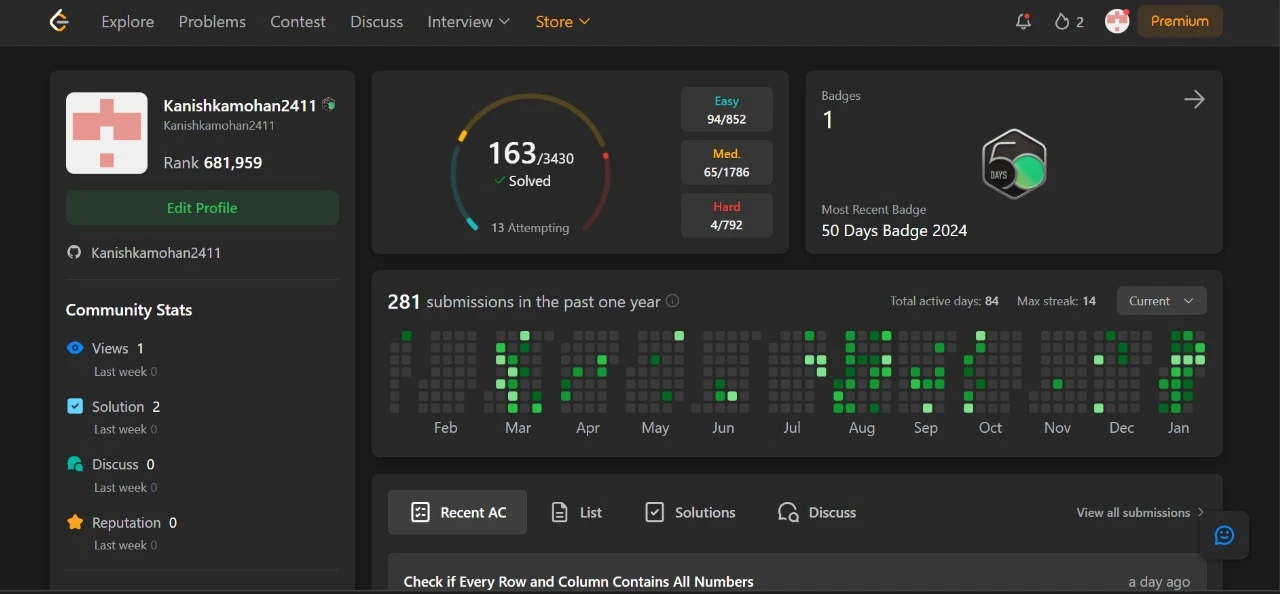 Explore Problems Contest Discuss Interview Store 2 Premium
Kanishkamohan2411
Kanishkamohan2411
Rank 681,959
Edit Profile
Kanishkamohan2411
Community Stats
Views 1
Last week 0
Solution 2
Last week 0
Discuss 0
Last week 0
Reputation 0
Last week 0
163/3430
Solved
13 Attempting
Easy
94/852
Med.
65/1786
Hard
4/792
Badges
1
50
DAYS
Most Recent Badge
50 Days Badge 2024
281 submissions in the past one year Total active days: 84 Max streak: 14 Current
Feb Mar Apr May Jun Jul Aug Sep Oct Nov Dec Jan
Recent AC List Solutions Discuss View all submissions
Check if Every Row and Column Contains All Numbers a day ago